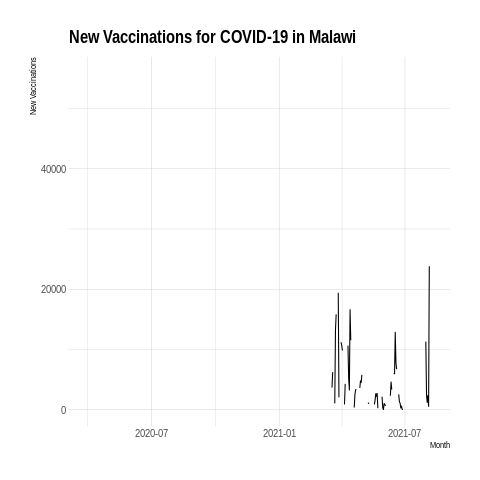 New Vaccinations for COVID-19 in Malawi
New Vaccinations
40000
20000
0
2020-07
2021-01
2021-07
Month